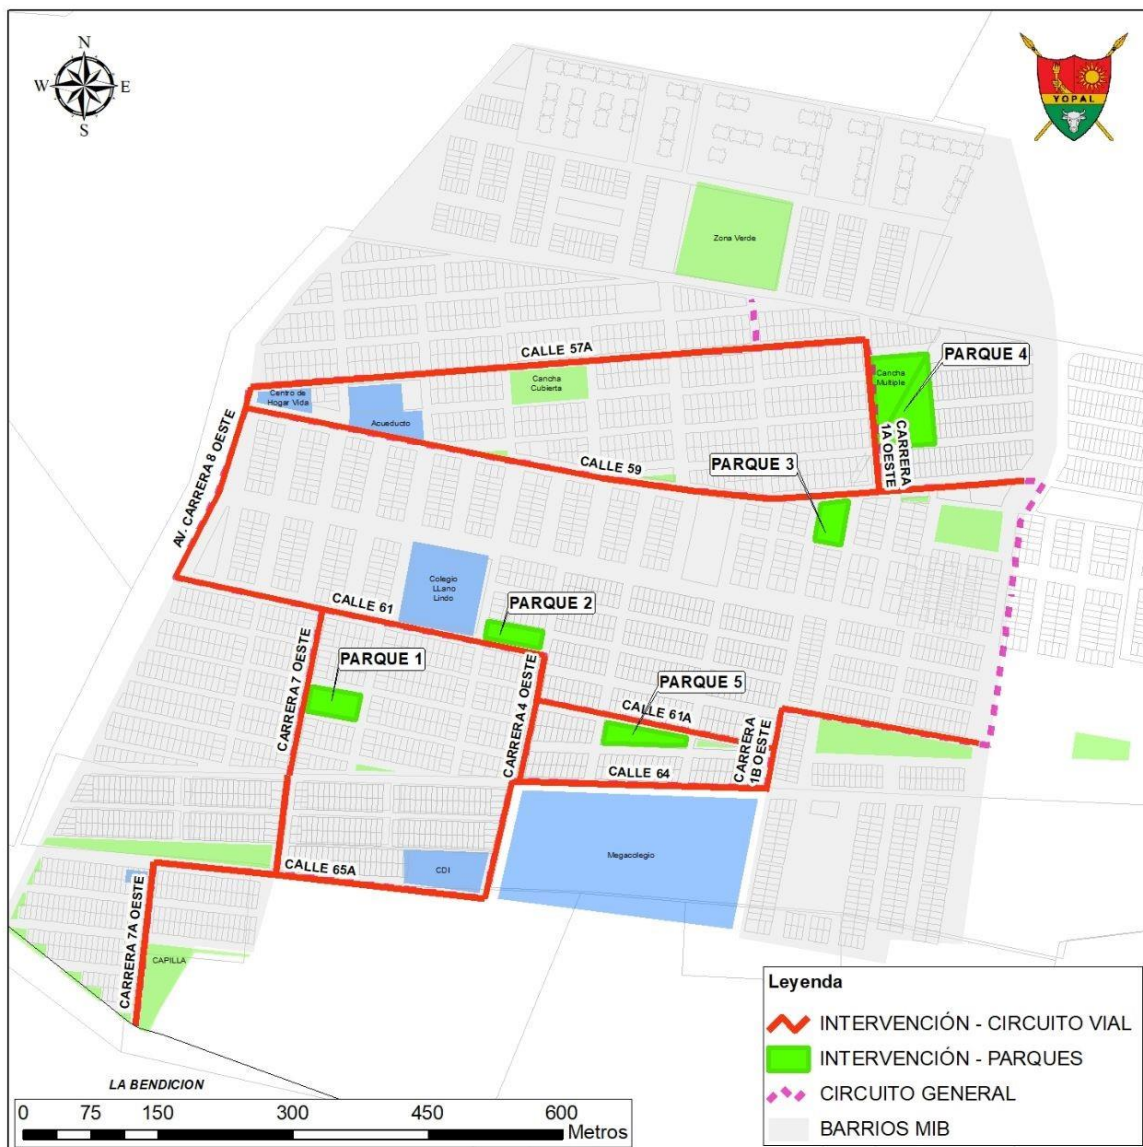 N
W E
S
YOPAL
Zona Verde
CALLE 57A
PARQUE 4
Cancha
Multiple
Cancha
Cubierta
Centro de
Hogar Vida
Acueducto
AV. CARRERA 8 OESTE
CALLE 59
PARQUE 3
CARRERA
1A OESTE
Colegio
LLano
Lindo
CALLE 61
PARQUE 2
PARQUE 1
CARRERA 7 OESTE
CARRERA 4 OESTE
PARQUE 5
CALLE 61A
CARRERA
1B OESTE
CALLE 64
Megacolegio
CALLE 65A
CDI
CARRERA 7A OESTE
CAPILLA
LA BENDICION
0 75 150 300 450 600
Metros
Leyenda
INTERVENCIÓN - CIRCUITO VIAL
INTERVENCIÓN - PARQUES
CIRCUITO GENERAL
BARRIOS MIB